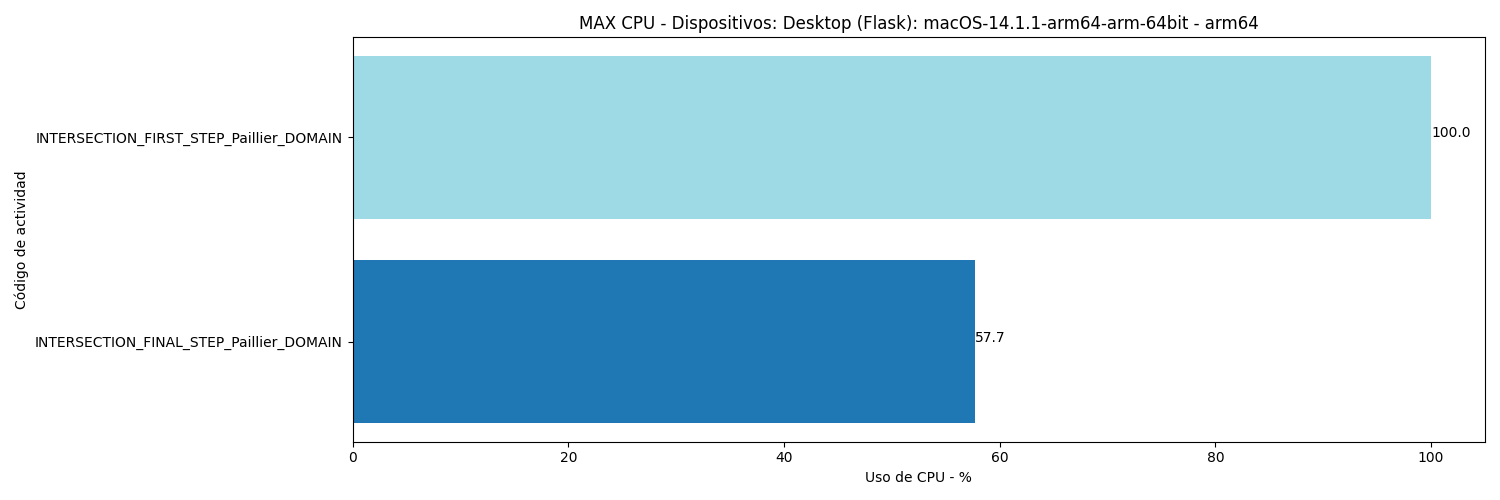 MAX CPU - Dispositivos: Desktop (Flask): macOS-14.1.1-arm64-arm-64bit - arm64
Código de actividad
INTERSECTION_FIRST_STEP_Paillier_DOMAIN
100.0
INTERSECTION_FINAL_STEP_Paillier_DOMAIN
57.7
0 20 40 60 80 100
Uso de CPU - %